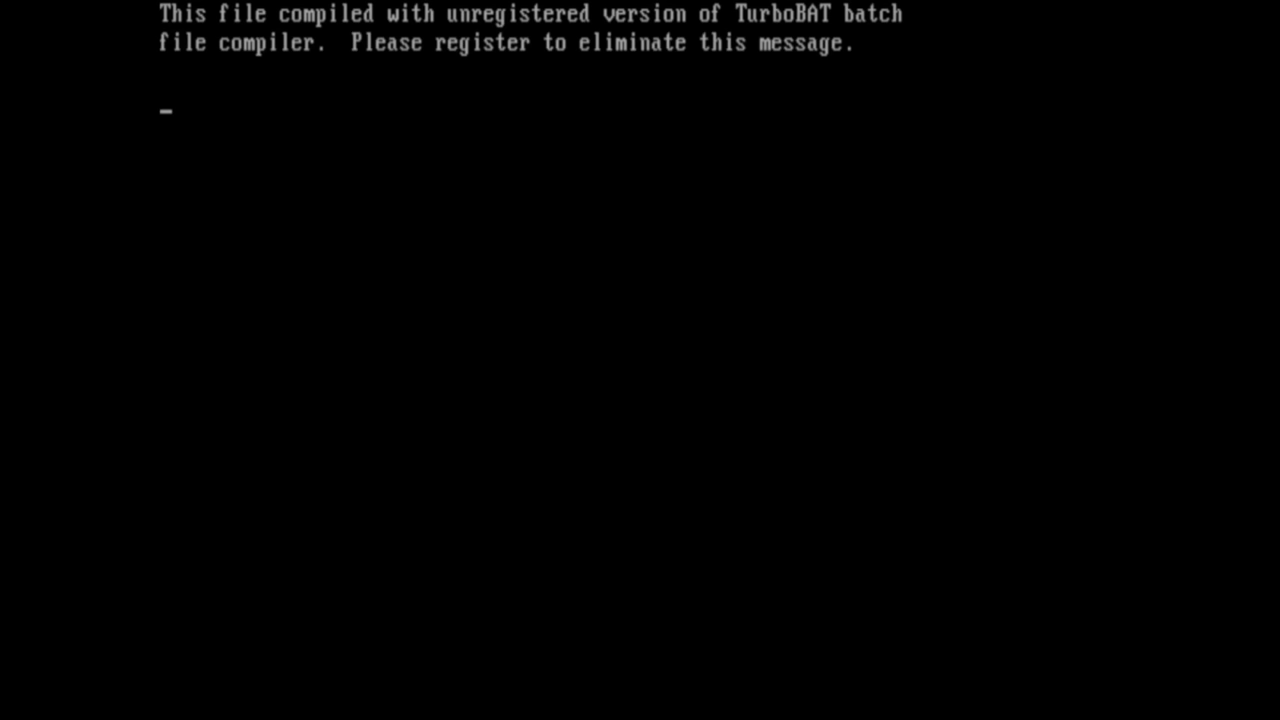 This file compiled with unregistered version of TurboBAT batch
file compiler.  Please register to eliminate this message.